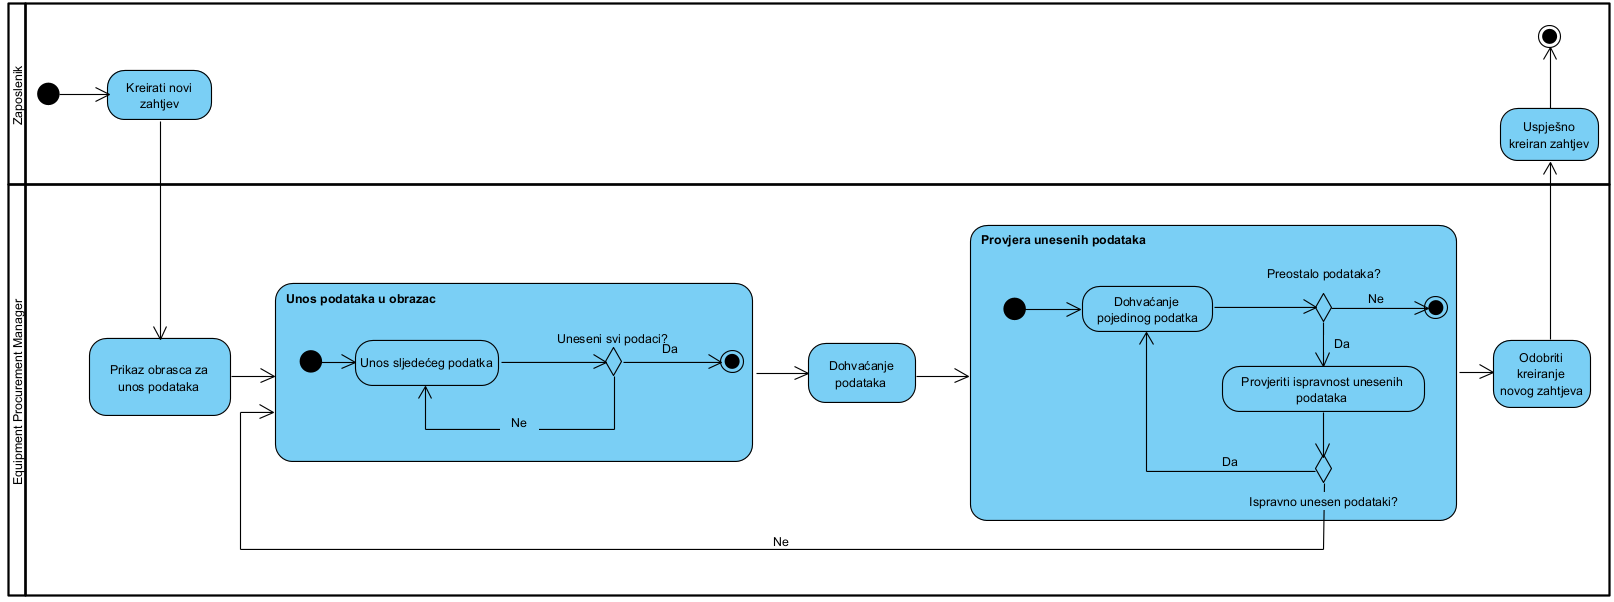 Zaposlenik
Kreirati novi
zahtjev
Uspješno
kreiran zahtjev
Equipment Procurement Manager
Prikaz obrasca za
unos podataka
Unos podataka u obrazac
Unos sljedećeg podatka
Uneseni svi podaci?
Da
Ne
Dohvaćanje
podataka
Provjera unesenih podataka
Dohvaćanje
pojedinog podatka
Preostalo podataka?
Ne
Da
Provjeriti ispravnost unesenih
podataka
Da
Ispravno unesen podataki?
Ne
Odobriti
kreiranje
novog zahtjeva